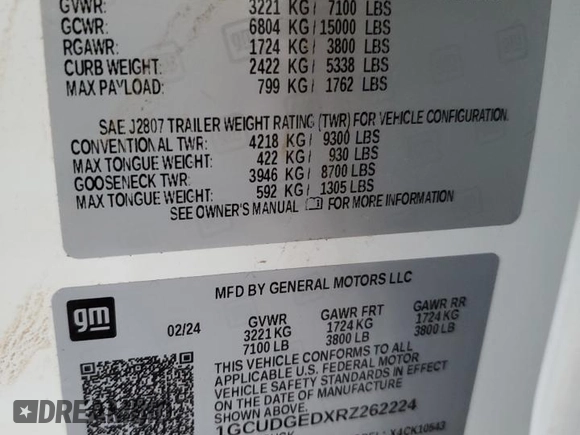 GVWR: 3221 KG/ 7100 LBS
GCWR: 6804 KG/ 15000 LBS
RGAWR: 1724 KG/ 3800 LBS
CURB WEIGHT: 2422 KG/ 5338 LBS
MAX PAYLOAD: 799 KG/ 1762 LBS
SAE J2807 TRAILER WEIGHT RATING (TWR) FOR VEHICLE CONFIGURATION.
CONVENTIONAL TWR: 4218 KG/ 9300 LBS
MAX TONGUE WEIGHT: 422 KG/ 930 LBS
GOOSENECK TWR: 3946 KG/ 8700 LBS
MAX TONGUE WEIGHT: 592 KG/ 1305 LBS
SEE OWNER'S MANUAL FOR MORE INFORMATION
gm
MFD BY GENERAL MOTORS LLC
02/24 GVWR GAWR FRT GAWR RR
3221 KG 1724 KG 1724 KG
7100 LB 3800 LB 3800 LB
THIS VEHICLE CONFORMS TO ALL
APPLICABLE U.S. FEDERAL MOTOR
VEHICLE SAFETY STANDARDS IN EFFECT ON
THE DATE OF MANUFACTURE
1GCUDGEDXRZ262224
X4CK10543